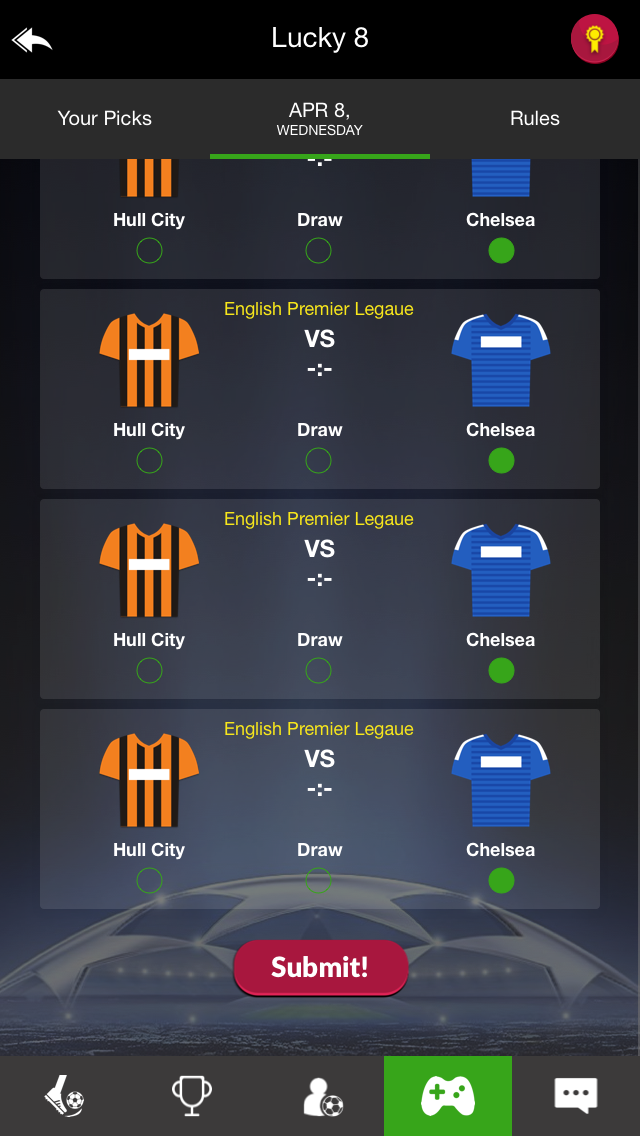 Lucky 8
Your Picks
APR 8,
WEDNESDAY
Rules
-:-
Hull City Draw Chelsea
English Premier Legaue
VS
-:-
Hull City Draw Chelsea
English Premier Legaue
VS
-:-
Hull City Draw Chelsea
English Premier Legaue
VS
-:-
Hull City Draw Chelsea
Submit!